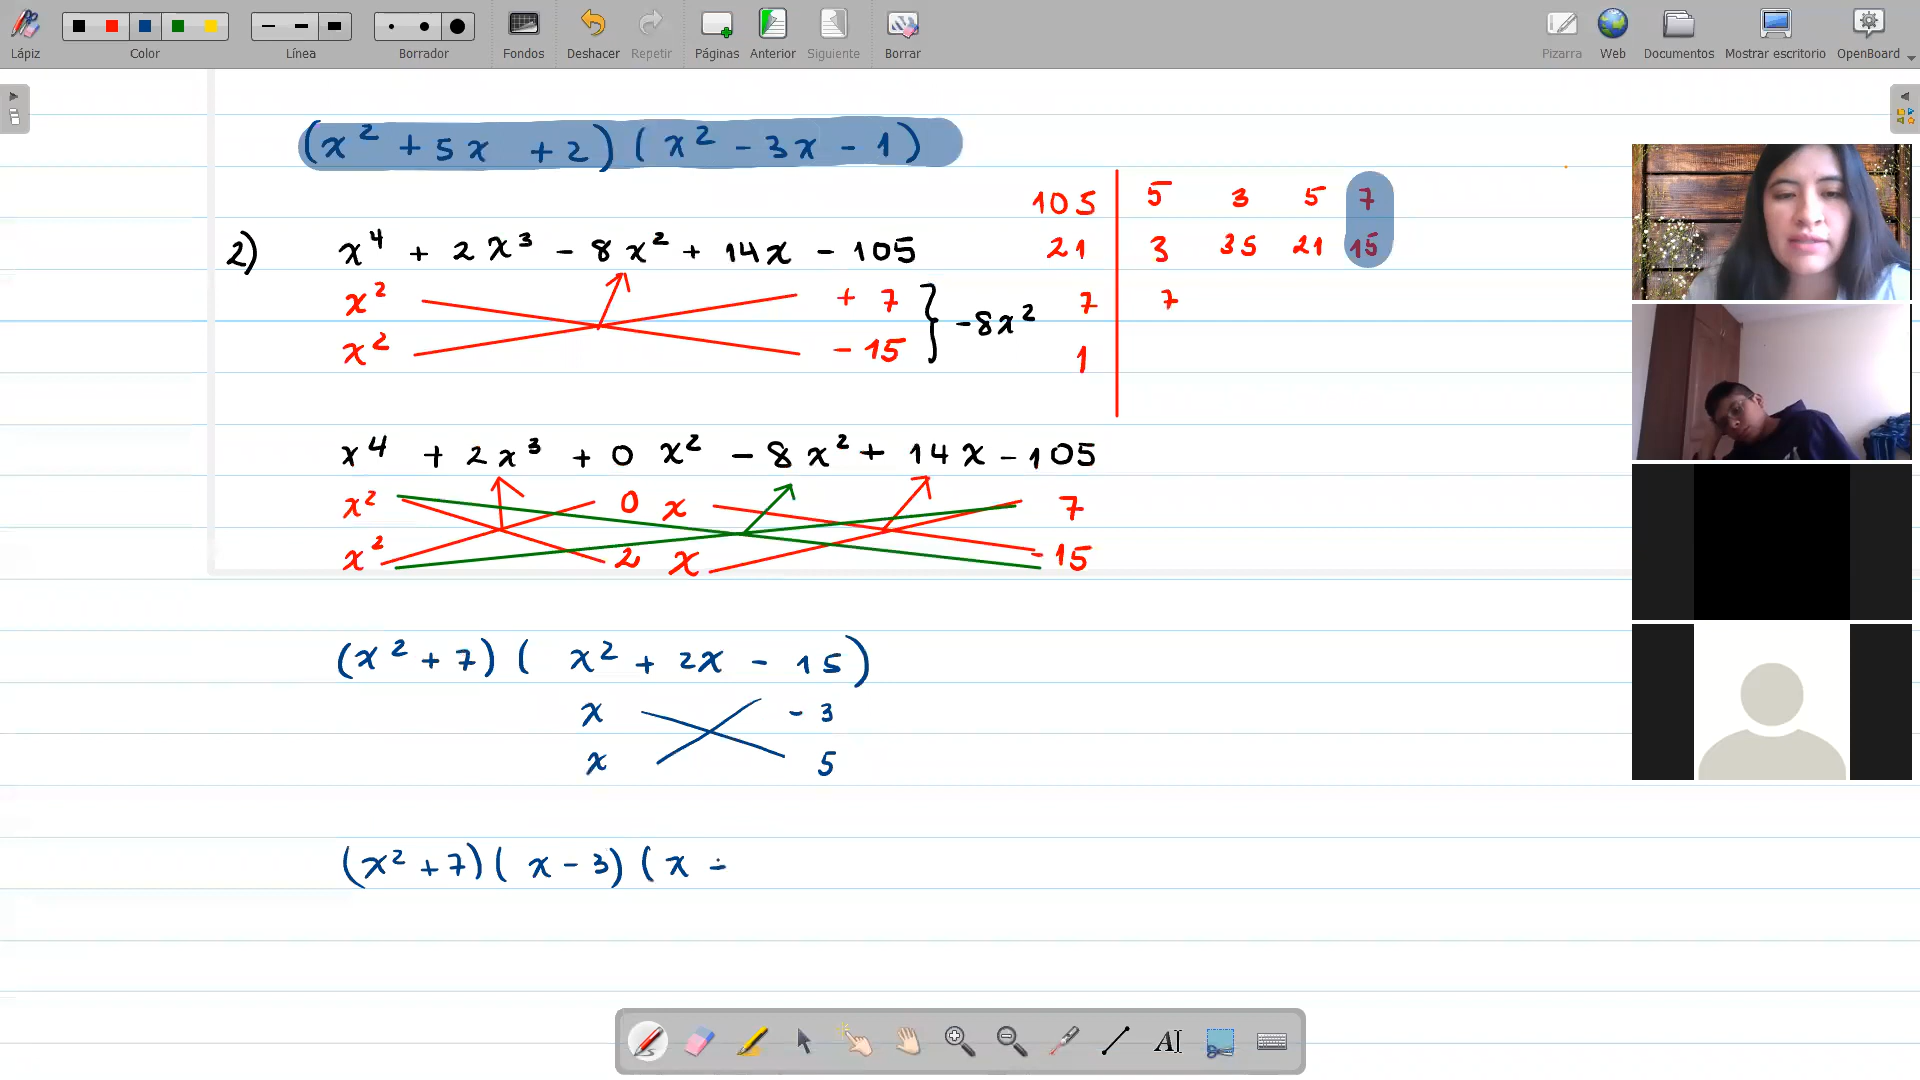 Lápiz Color Línea Borrador Fondos Deshacer Repetir Páginas Anterior Siguiente Borrar Pizarra Web Documentos Mostrar escritorio OpenBoard
(x² + 5x + 2)(x² - 3x - 1)
105 | 5 3 5 7
2) x⁴ + 2x³ - 8x² + 14x - 105
21 | 3 35 21 15
x² + 7 } -8x²
7 | 7
x² - 15
1
x⁴ + 2x³ + 0x² - 8x² + 14x - 105
x² 0x 7
x² 2x -15
(x² + 7)(x² + 2x - 15)
x - 3
x 5
(x² + 7)(x - 3)(x -
AI